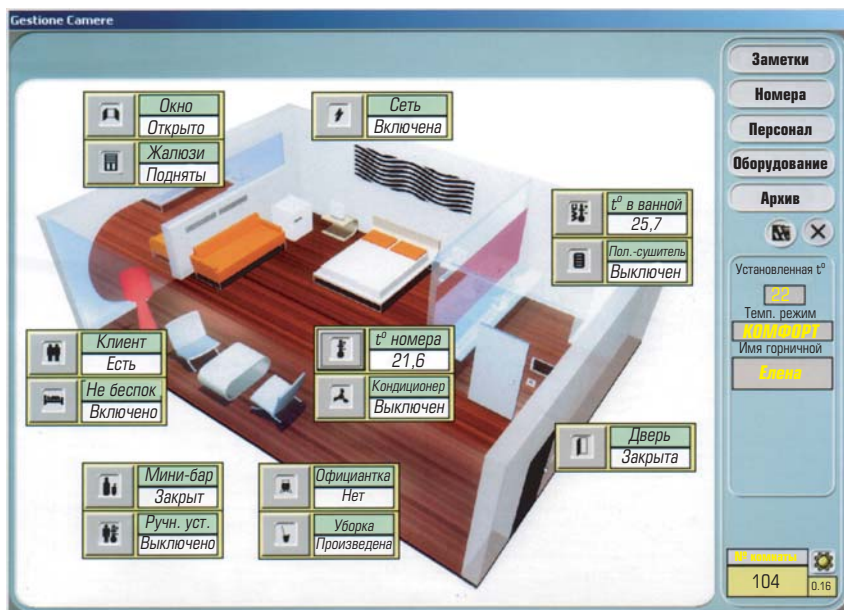 Gestione Camere
Окно
Открыто
Жалюзи
Подняты
Сеть
Включена
t° в ванной
25,7
Пол.-сушитель
Выключен
Клиент
Есть
Не беспок
Включено
t° номера
21,6
Кондиционер
Выключен
Дверь
Закрыта
Мини-бар
Закрыт
Ручн. уст.
Выключено
Официантка
Нет
Уборка
Произведена
Заметки
Номера
Персонал
Оборудование
Архив
Установленная t°
22
Темп. режим
КОМФОРТ
Имя горничной
Елена
№ комнаты
104
0.16